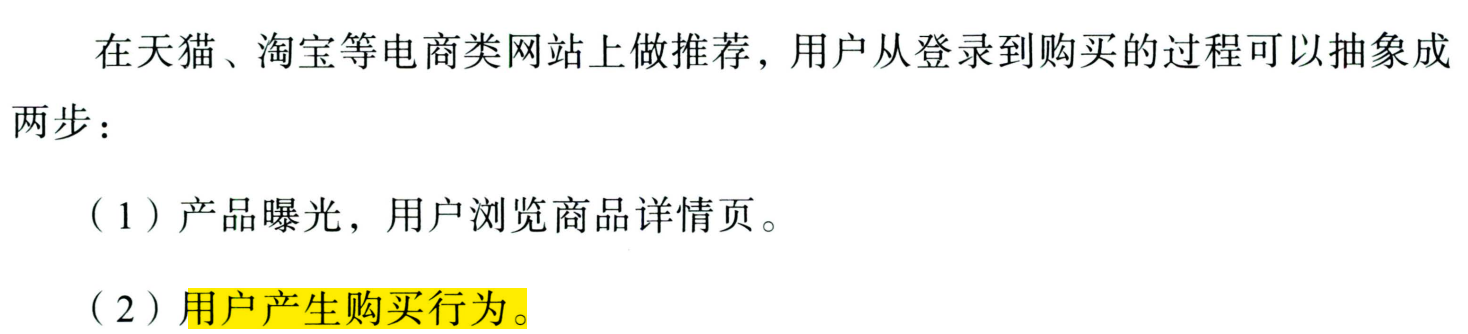 在天猫、淘宝等电商类网站上做推荐，用户从登录到购买的过程可以抽象成
两步：
（1）产品曝光，用户浏览商品详情页。
（2）用户产生购买行为。